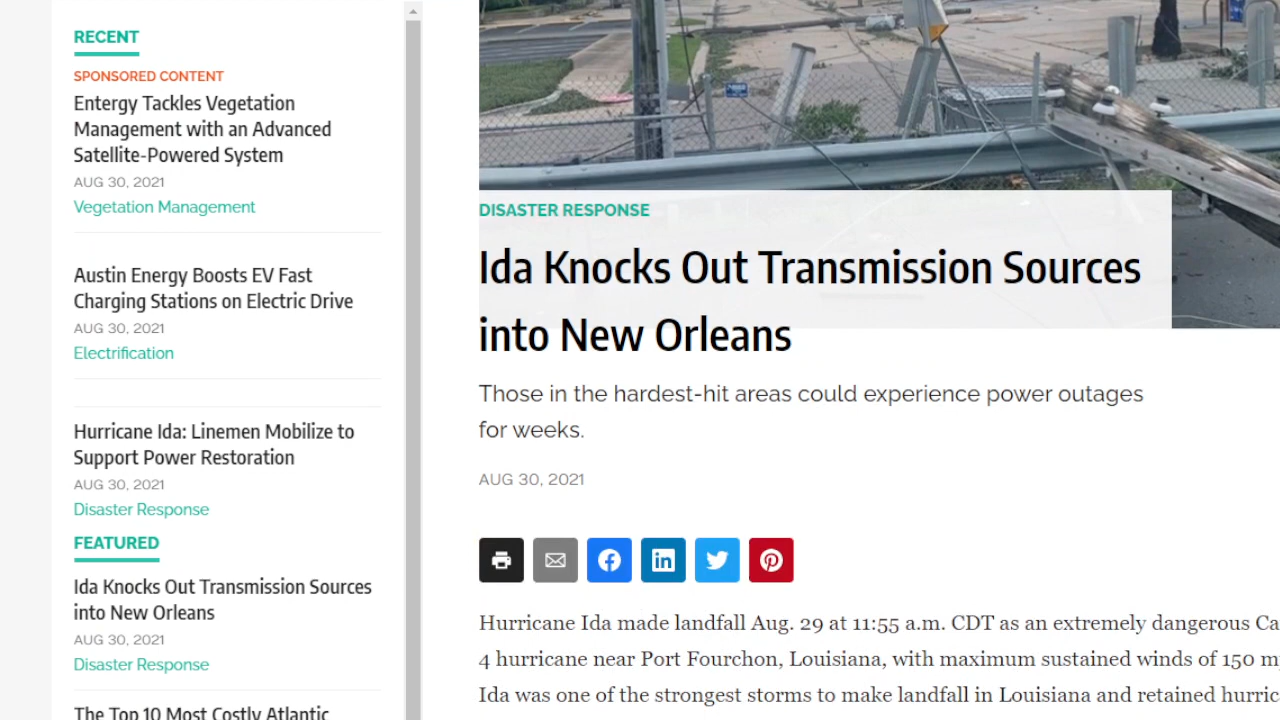 RECENT
SPONSORED CONTENT
Entergy Tackles Vegetation
Management with an Advanced
Satellite-Powered System
AUG 30, 2021
Vegetation Management
Austin Energy Boosts EV Fast
Charging Stations on Electric Drive
AUG 30, 2021
Electrification
Hurricane Ida: Linemen Mobilize to
Support Power Restoration
AUG 30, 2021
Disaster Response
FEATURED
Ida Knocks Out Transmission Sources
into New Orleans
AUG 30, 2021
Disaster Response
The Top 10 Most Costly Atlantic
DISASTER RESPONSE
Ida Knocks Out Transmission Sources
into New Orleans
Those in the hardest-hit areas could experience power outages
for weeks.
AUG 30, 2021
Hurricane Ida made landfall Aug. 29 at 11:55 a.m. CDT as an extremely dangerous Ca
4 hurricane near Port Fourchon, Louisiana, with maximum sustained winds of 150 m
Ida was one of the strongest storms to make landfall in Louisiana and retained hurric